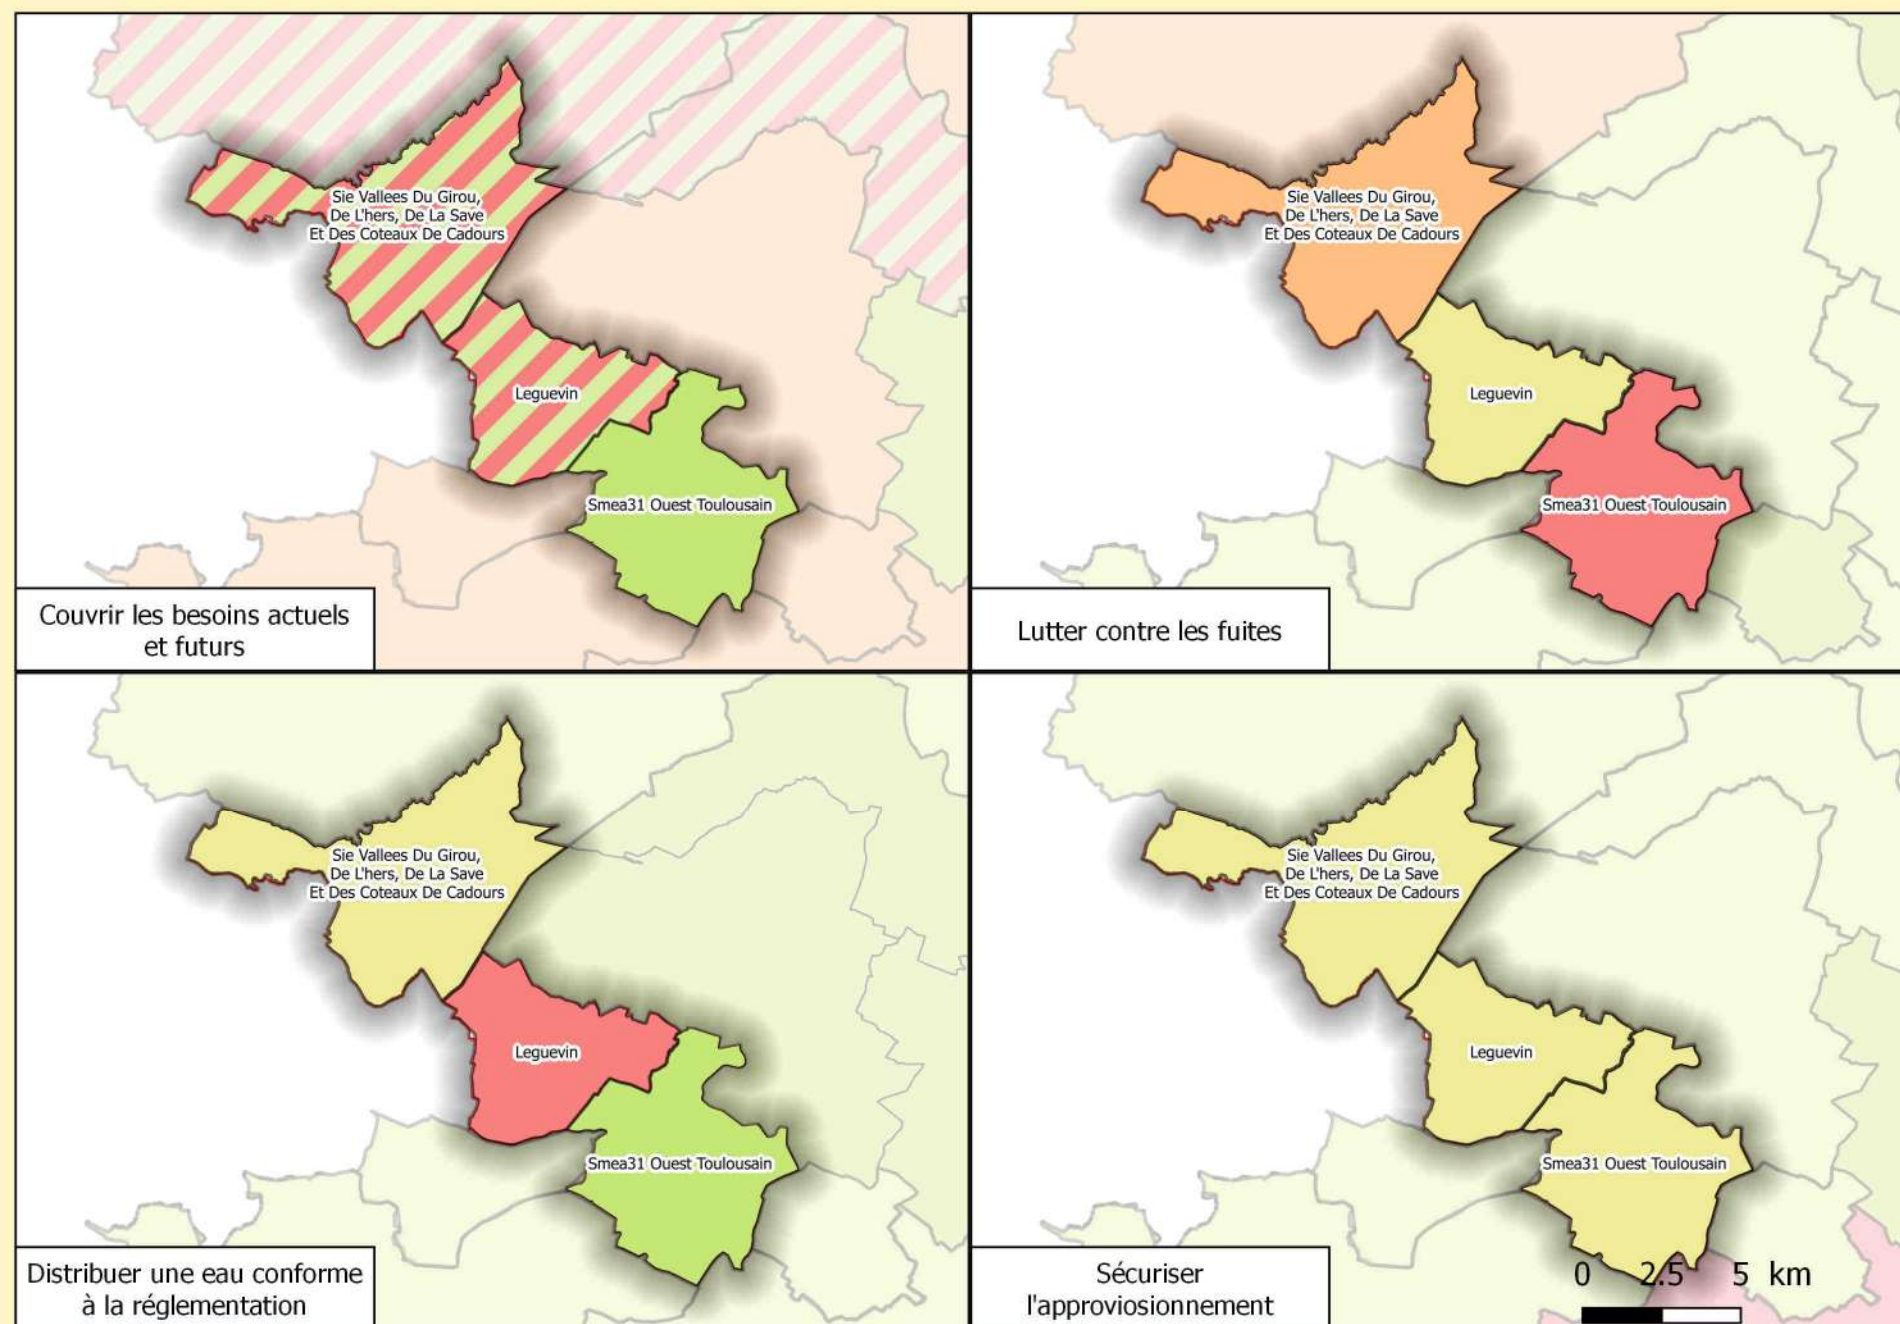 Sie Vallees Du Girou,
De L'hers, De La Save
Et Des Coteaux De Cadours
Leguevin
Smea31 Ouest Toulousain
Couvrir les besoins actuels
et futurs
Sie Vallees Du Girou,
De L'hers, De La Save
Et Des Coteaux De Cadours
Leguevin
Smea31 Ouest Toulousain
Lutter contre les fuites
Sie Vallees Du Girou,
De L'hers, De La Save
Et Des Coteaux De Cadours
Leguevin
Smea31 Ouest Toulousain
Distribuer une eau conforme
à la réglementation
Sie Vallees Du Girou,
De L'hers, De La Save
Et Des Coteaux De Cadours
Leguevin
Smea31 Ouest Toulousain
Sécuriser
l'approviosionnement
0 2.5 5 km